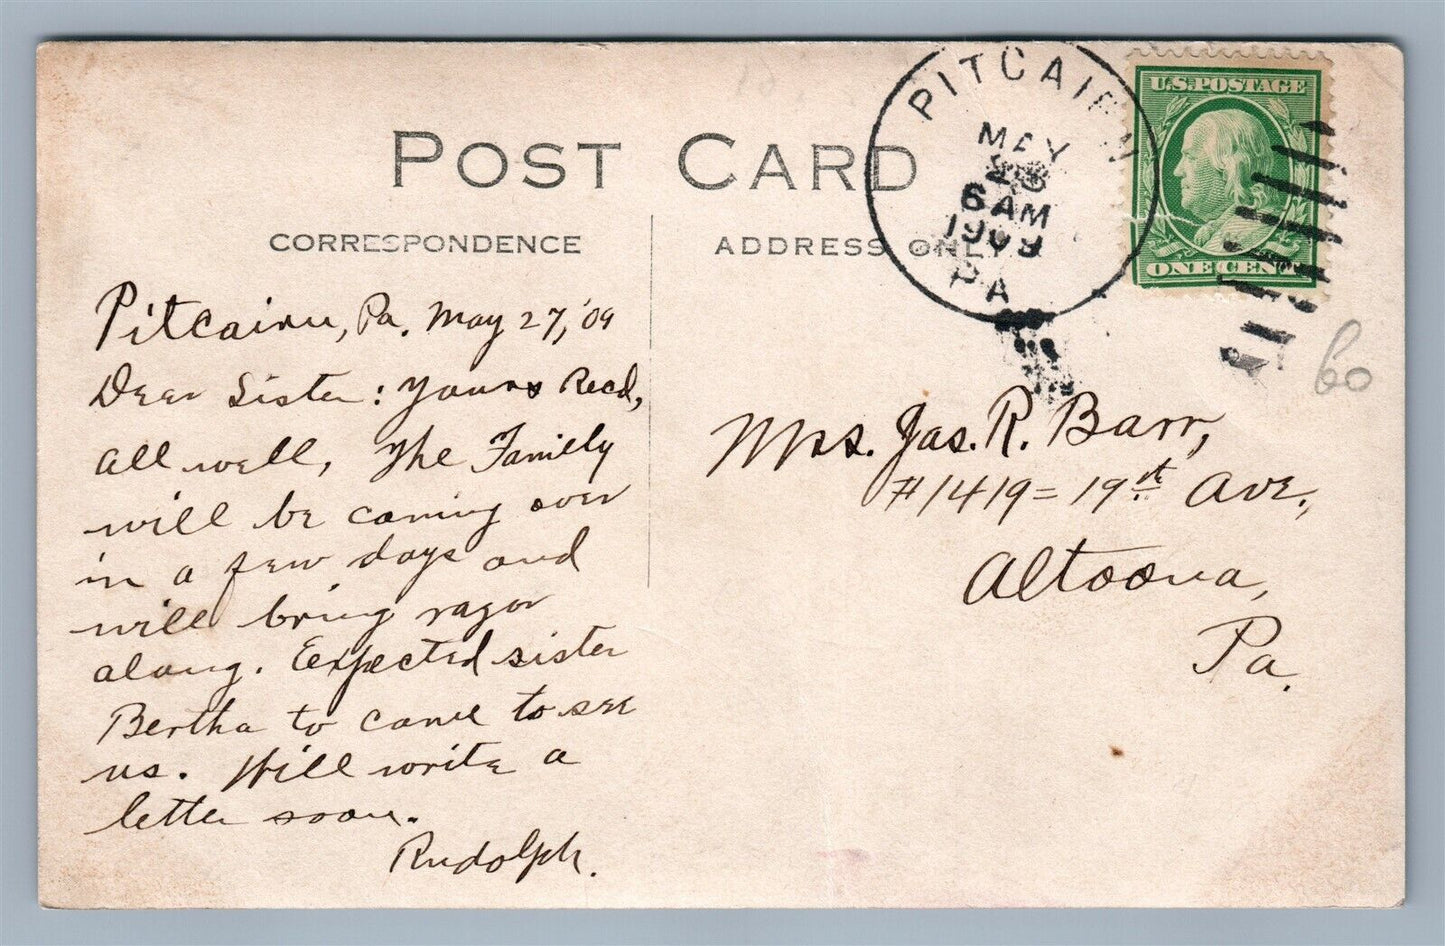 POST CARD
CORRESPONDENCE
ADDRESS ONLY
PITCAIRN
MAY
6 AM
1909
PA
U.S. POSTAGE
ONE CENT
60
Pitcairn, Pa. May 27, '09
Dear Sister: Yours Recd,
all well, The Family
will be coming over
in a few days and
will bring razor
along. Expected sister
Bertha to come to see
us. Will write a
letter soon.
Rudolph.
Mrs. Jas. R. Barr,
#1419 = 19st Ave.,
Altoona,
Pa.